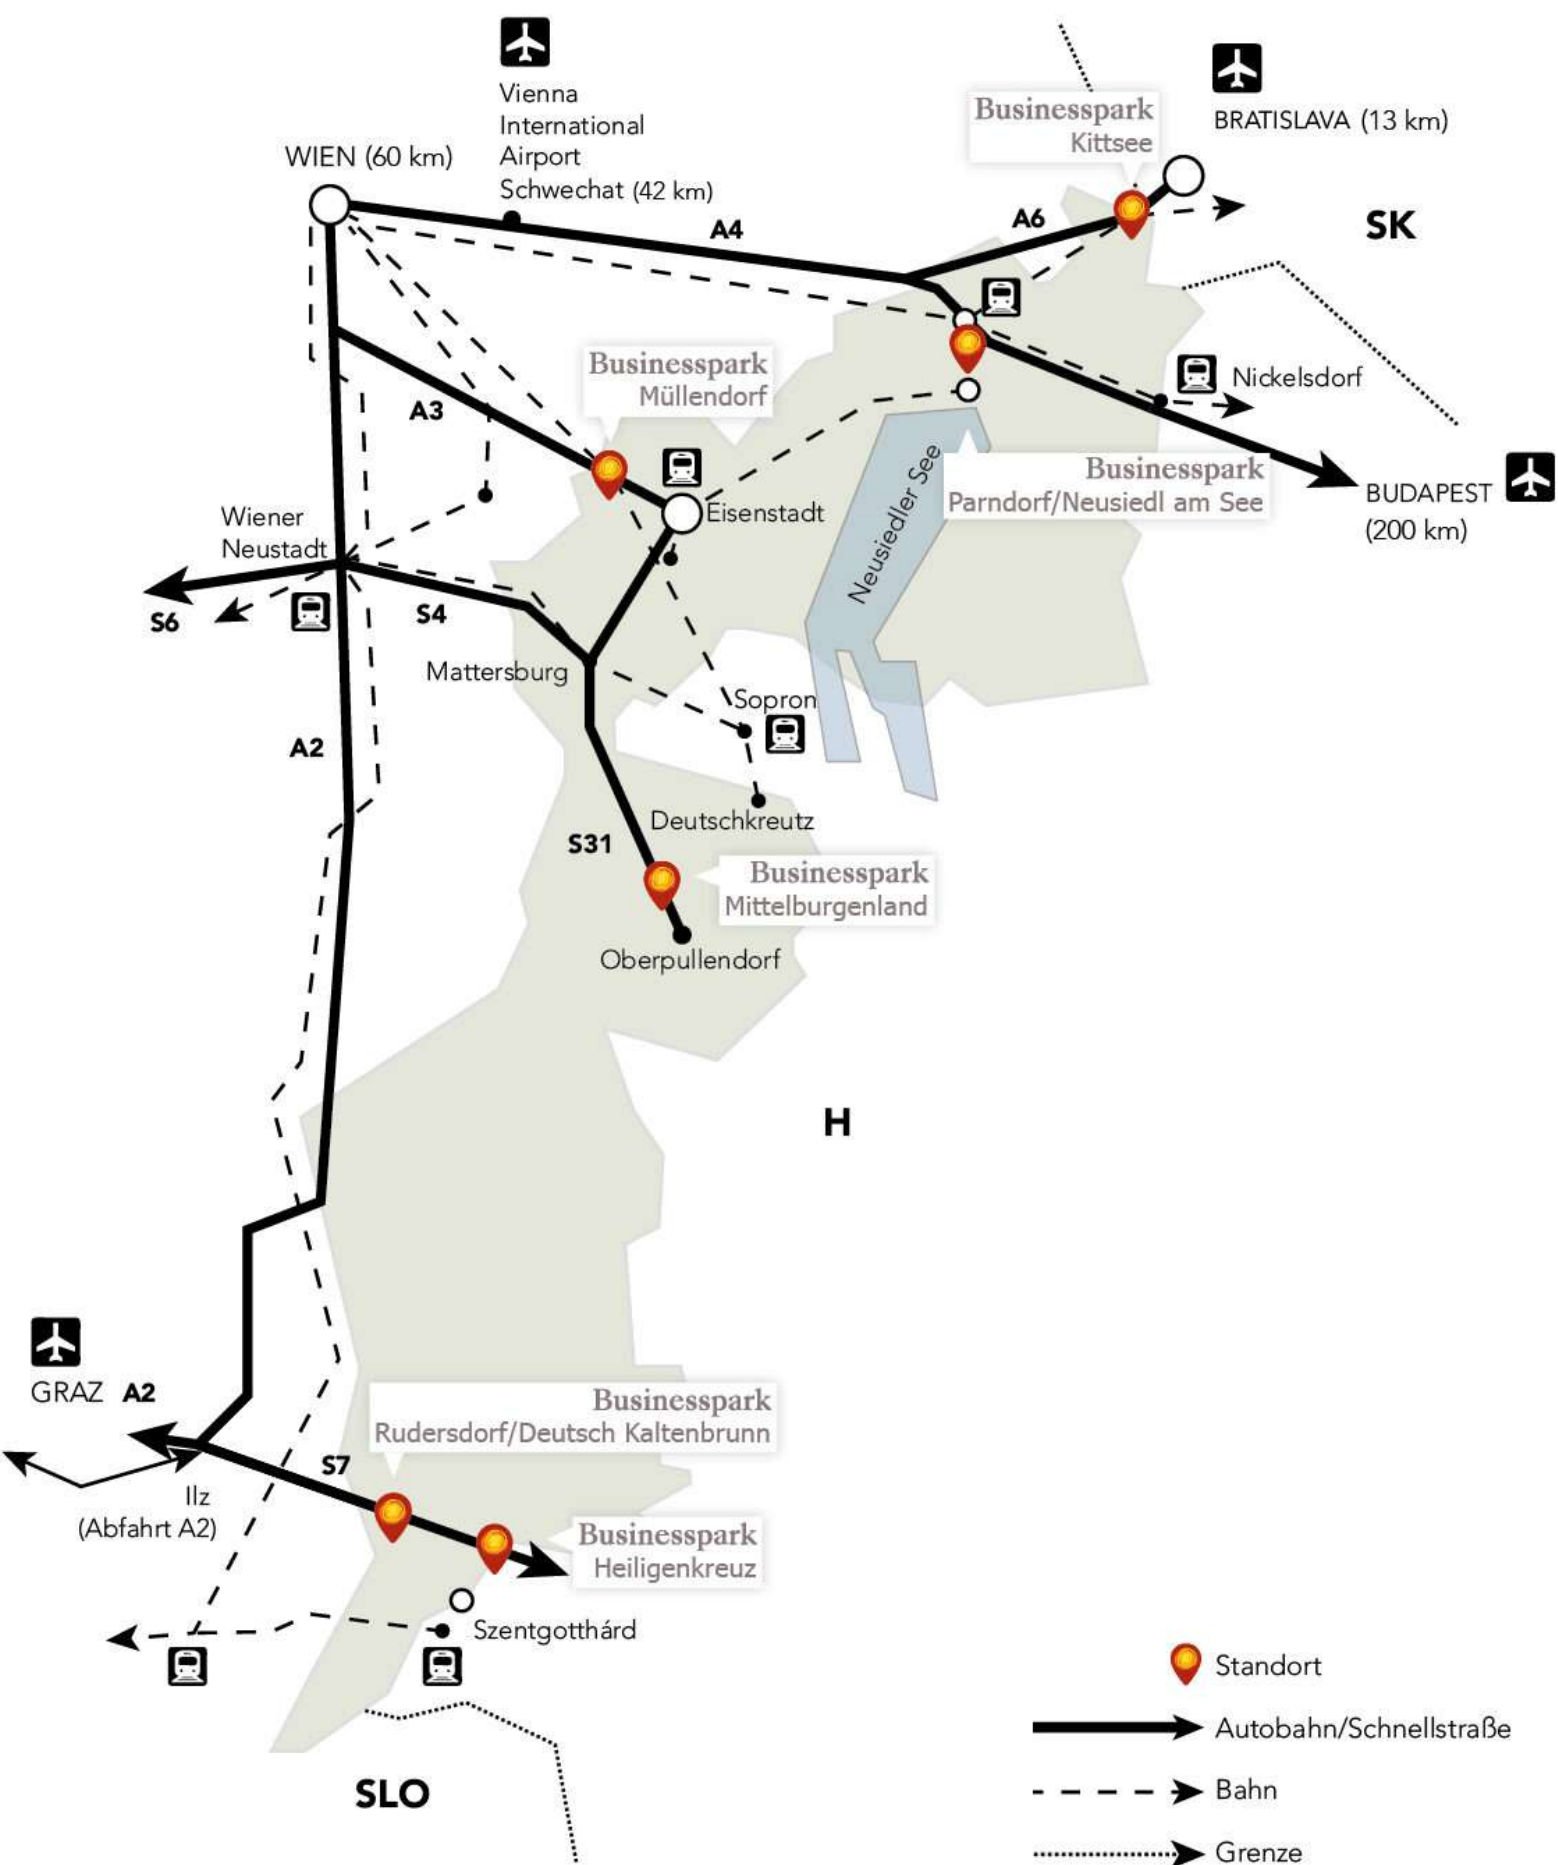 Vienna
International
Airport
Schwechat (42 km)
WIEN (60 km)
Businesspark
Kittsee
BRATISLAVA (13 km)
A4
A6
SK
Businesspark
Müllendorf
A3
Nickelsdorf
Neusiedler See
Businesspark
Parndorf/Neusiedl am See
BUDAPEST
(200 km)
Wiener
Neustadt
Eisenstadt
S6
S4
Mattersburg
Sopron
A2
Deutschkreutz
S31
Businesspark
Mittelburgenland
Oberpullendorf
H
GRAZ A2
Businesspark
Rudersdorf/Deutsch Kaltenbrunn
S7
Ilz
(Abfahrt A2)
Businesspark
Heiligenkreuz
Szentgotthárd
SLO
Standort
Autobahn/Schnellstraße
Bahn
Grenze